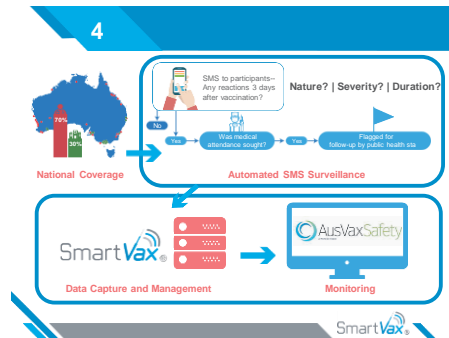 4
SMS to participants–
Any reactions 3 days
after vaccination?
Nature? | Severity? | Duration?
70%
30%
No
Yes
Was medical
attendance sought?
Yes
Flagged for
follow-up by public health sta
National Coverage
Automated SMS Surveillance
SmartVax®
AusVaxSafety
Data Capture and Management
Monitoring
SmartVax®